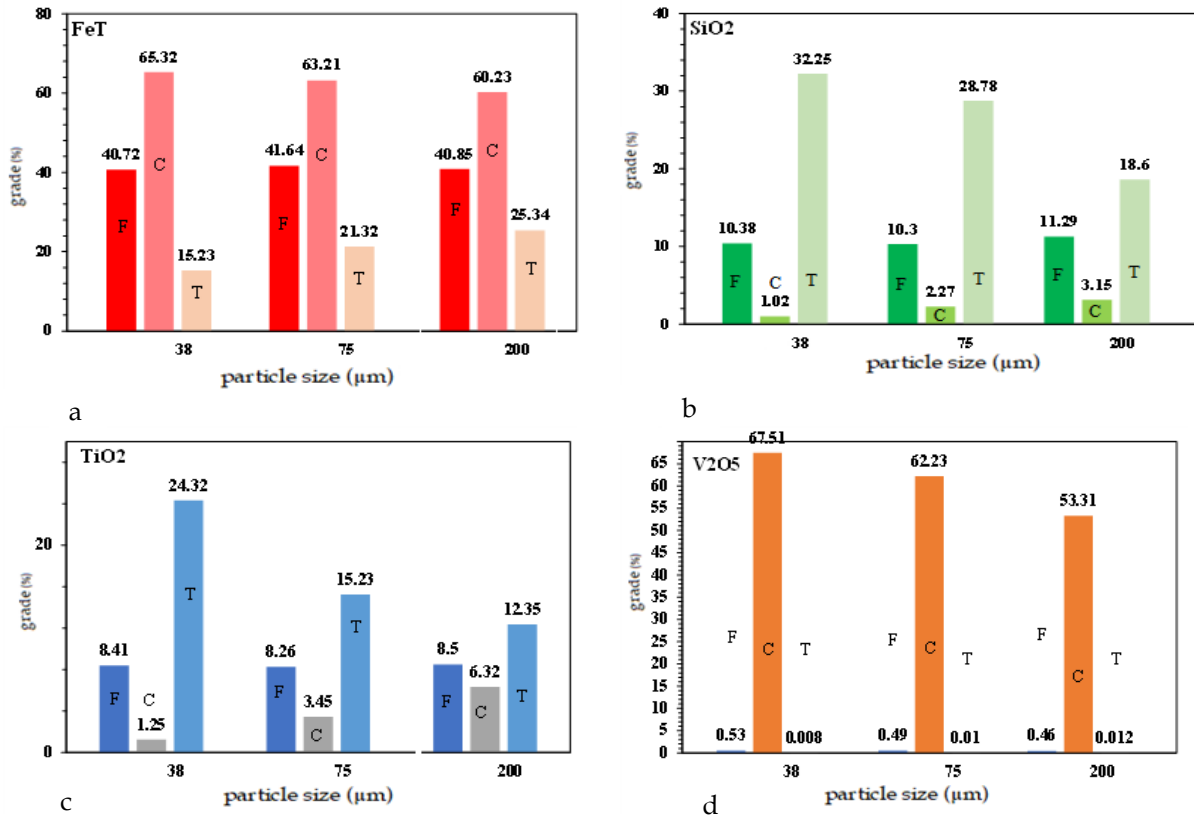 FeT
80
60
40
20
0
grade (%)
40.72
65.32
15.23
41.64
63.21
21.32
40.85
60.23
25.34
F
C
T
F
C
T
F
C
T
38
75
200
particle size (µm)
a
SiO2
40
30
20
10
0
grade (%)
10.38
1.02
32.25
10.3
2.27
28.78
11.29
3.15
18.6
F
C
T
F
C
T
F
C
T
38
75
200
particle size (µm)
b
TiO2
20
0
grade (%)
8.41
1.25
24.32
8.26
3.45
15.23
8.5
6.32
12.35
F
C
T
F
C
T
F
C
T
38
75
200
particle size (µm)
c
V2O5
65
60
55
50
45
40
35
30
25
20
15
10
5
0
grade (%)
0.53
67.51
0.008
0.49
62.23
0.01
0.46
53.31
0.012
F
C
T
F
C
T
F
C
T
38
75
200
particle size (µm)
d